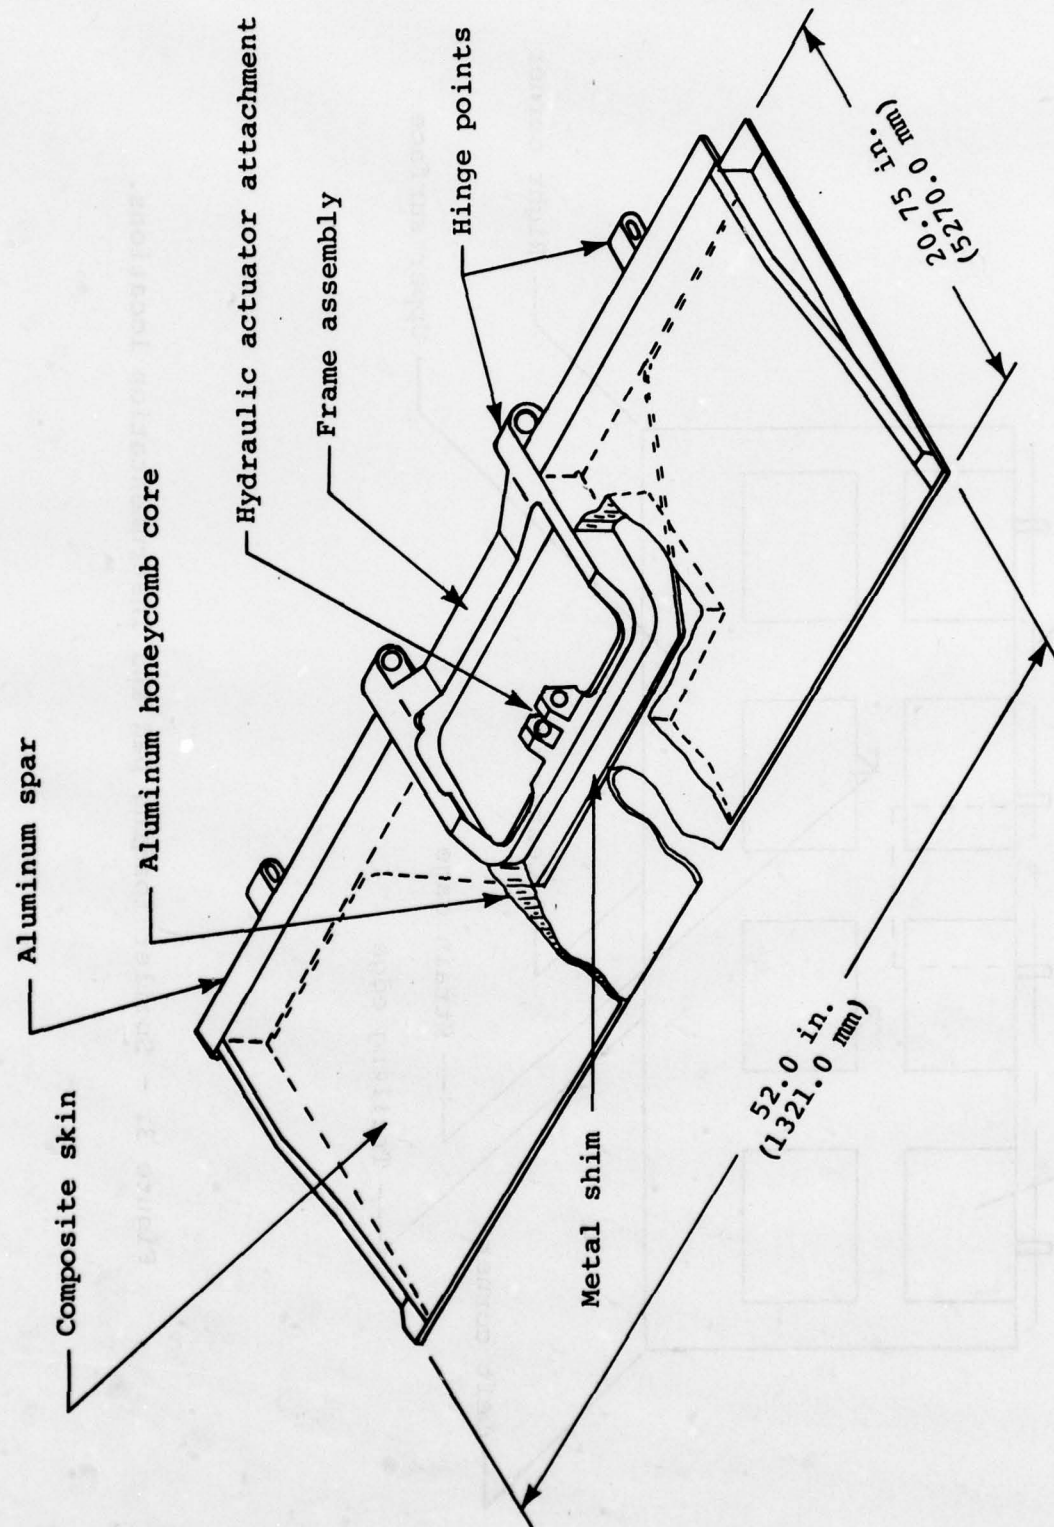 Aluminum spar
Aluminum honeycomb core
Hydraulic actuator attachment
Frame assembly
Hinge points
Composite skin
Metal shim
20.75 in.
(5270.0 mm)
52.0 in.
(1321.0 mm)